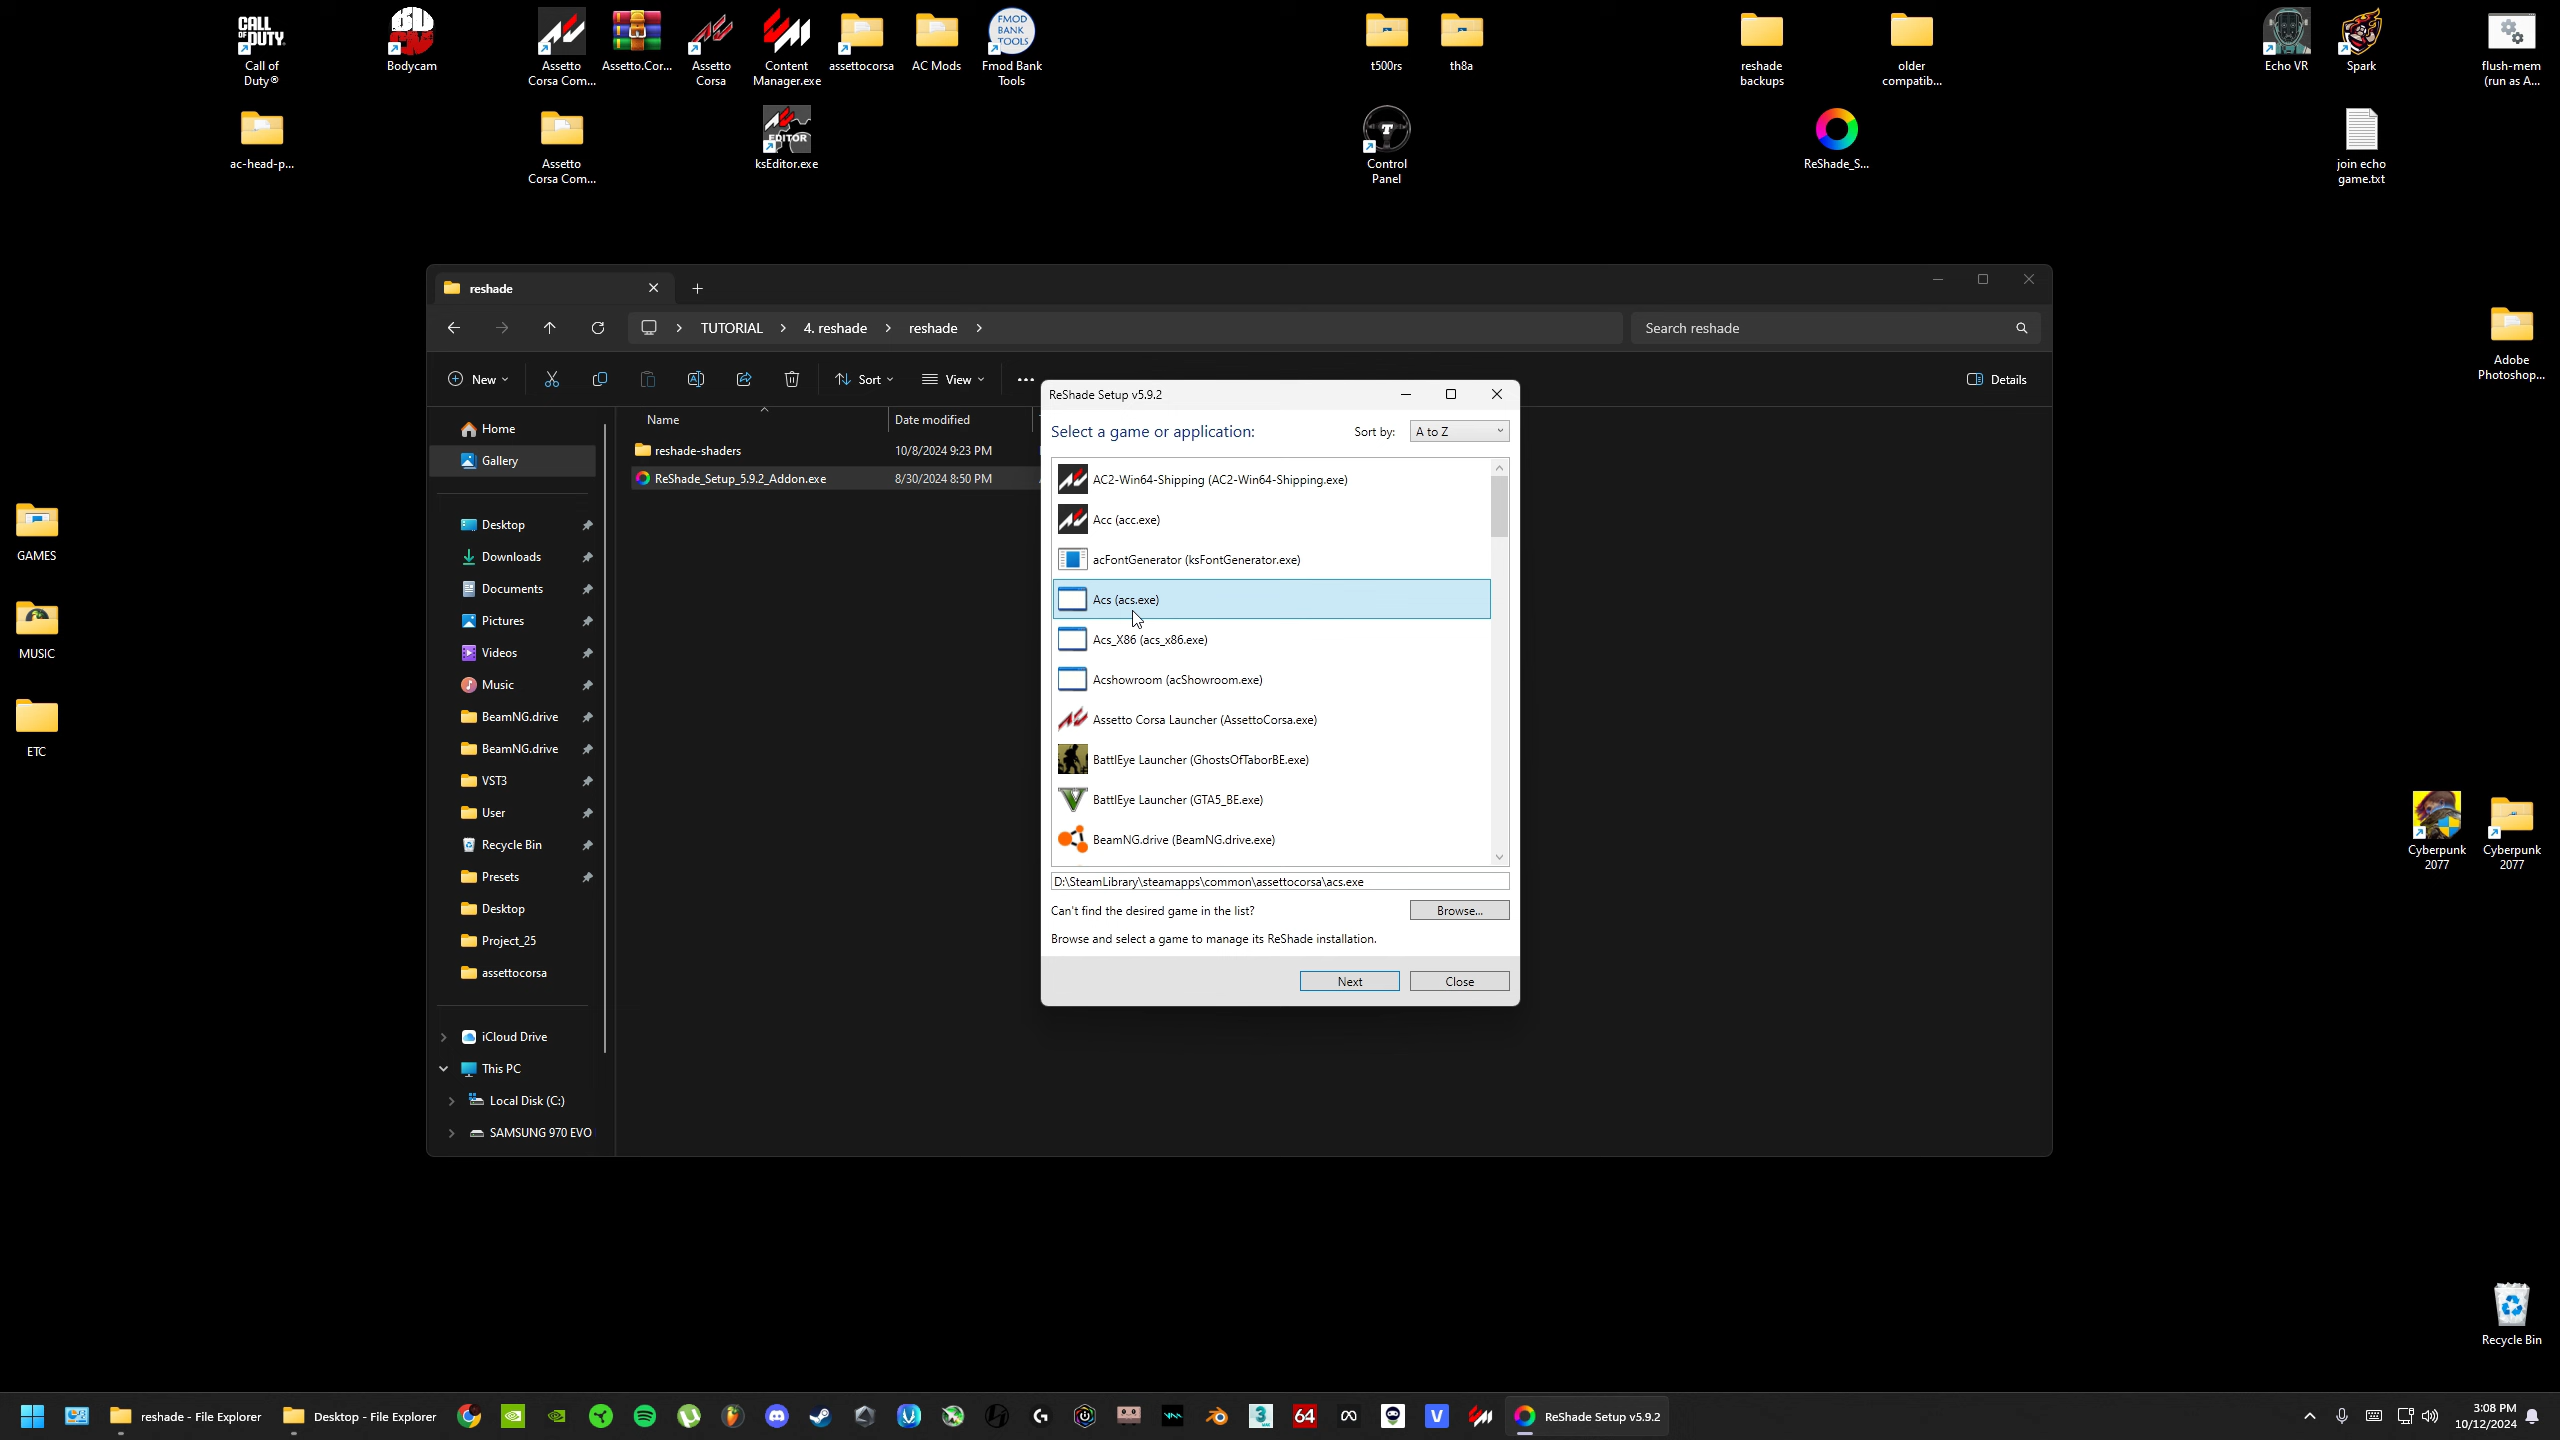 CALL
OF DUTY
Call of
Duty®
Bodycam
Assetto
Corsa Com...
Assetto.Cor...
Assetto
Corsa
Content
Manager.exe
assettocorsa
AC Mods
FMOD
BANK
TOOLS
Fmod Bank
Tools
t500rs
th8a
reshade
backups
older
compatib...
Echo VR
Spark
flush-mem
(run as A...
ac-head-p...
Assetto
Corsa Com...
EDITOR
ksEditor.exe
Control
Panel
ReShade_S...
join echo
game.txt
Adobe
Photoshop...
GAMES
MUSIC
ETC
Cyberpunk
2077
Cyberpunk
2077
Recycle Bin
reshade
TUTORIAL
4. reshade
reshade
Search reshade
New
Sort
View
Details
Name
Date modified
reshade-shaders
10/8/2024 9:23 PM
ReShade_Setup_5.9.2_Addon.exe
8/30/2024 8:50 PM
Home
Gallery
Desktop
Downloads
Documents
Pictures
Videos
Music
BeamNG.drive
BeamNG.drive
VST3
User
Recycle Bin
Presets
Desktop
Project_25
assettocorsa
iCloud Drive
This PC
Local Disk (C:)
SAMSUNG 970 EVO
ReShade Setup v5.9.2
Select a game or application:
Sort by:
A to Z
AC2-Win64-Shipping (AC2-Win64-Shipping.exe)
Acc (acc.exe)
acFontGenerator (ksFontGenerator.exe)
Acs (acs.exe)
Acs_X86 (acs_x86.exe)
Acshowroom (acShowroom.exe)
Assetto Corsa Launcher (AssettoCorsa.exe)
BattlEye Launcher (GhostsOfTaborBE.exe)
BattlEye Launcher (GTA5_BE.exe)
BeamNG.drive (BeamNG.drive.exe)
D:\SteamLibrary\steamapps\common\assettocorsa\acs.exe
Can't find the desired game in the list?
Browse...
Browse and select a game to manage its ReShade installation.
Next
Close
reshade - File Explorer
Desktop - File Explorer
64
ReShade Setup v5.9.2
3:08 PM
10/12/2024